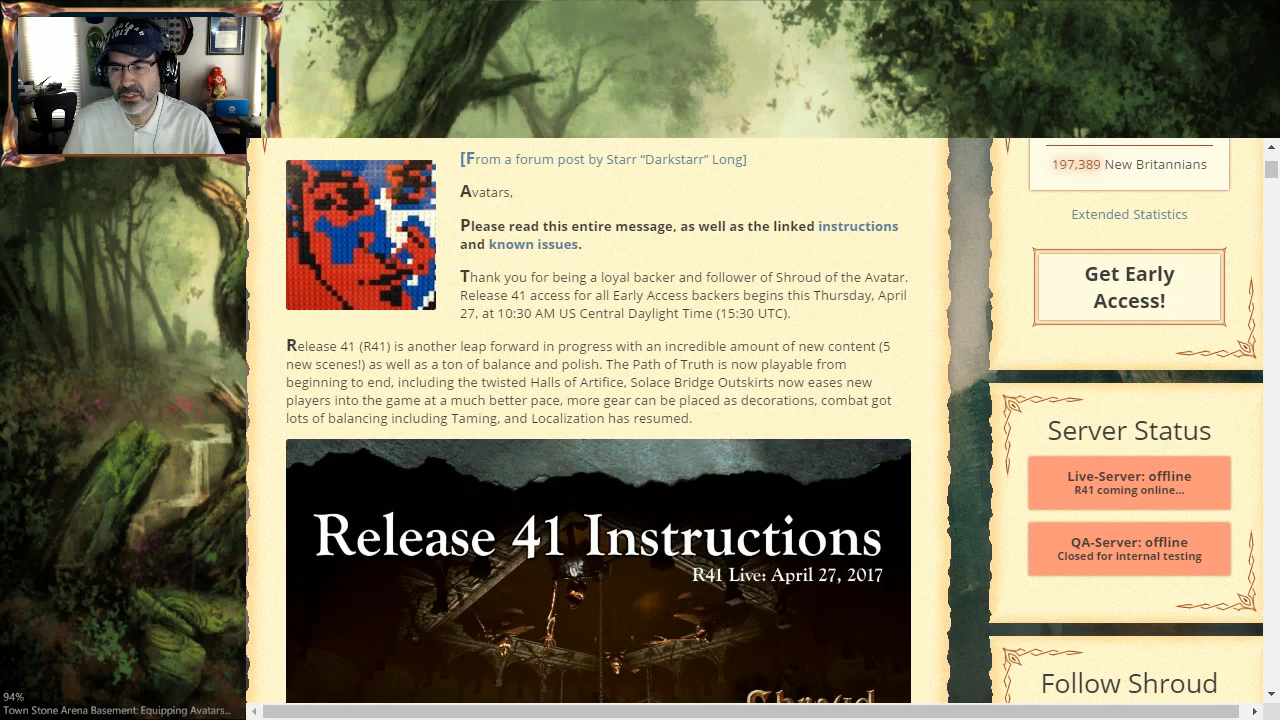 [From a forum post by Starr “Darkstarr” Long]
Avatars,
Please read this entire message, as well as the linked instructions
and known issues.
Thank you for being a loyal backer and follower of Shroud of the Avatar.
Release 41 access for all Early Access backers begins this Thursday, April
27, at 10:30 AM US Central Daylight Time (15:30 UTC).
Release 41 (R41) is another leap forward in progress with an incredible amount of new content (5
new scenes!) as well as a ton of balance and polish. The Path of Truth is now playable from
beginning to end, including the twisted Halls of Artifice, Solace Bridge Outskirts now eases new
players into the game at a much better pace, more gear can be placed as decorations, combat got
lots of balancing including Taming, and Localization has resumed.
Release 41 Instructions
R41 Live: April 27, 2017
Shroud
197,389 New Britannians
Extended Statistics
Get Early
Access!
Server Status
Live-Server: offline
R41 coming online...
QA-Server: offline
Closed for internal testing
Follow Shroud
94%
Town Stone Arena Basement: Equipping Avatars...